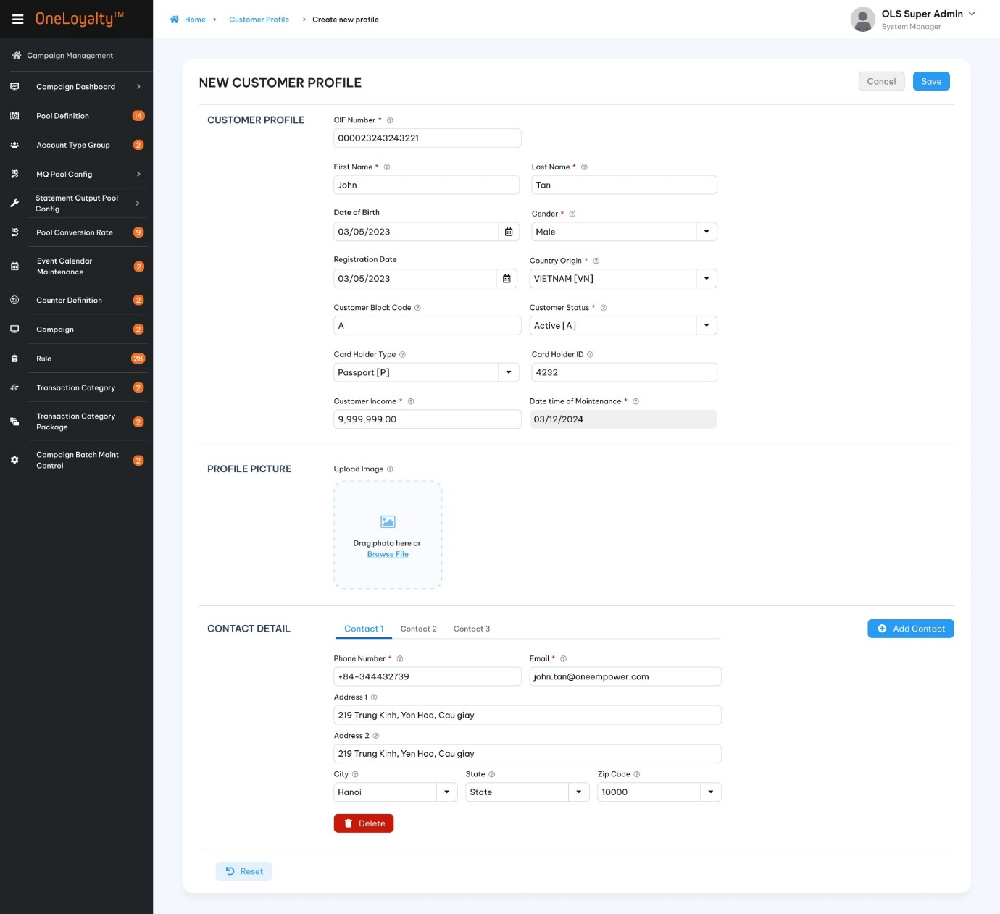 OneLoyalty™
Home > Customer Profile > Create new profile
OLS Super Admin
System Manager
Campaign Management
Campaign Dashboard
Pool Definition 14
Account Type Group 2
MQ Pool Config
Statement Output Pool
Config
Pool Conversion Rate 9
Event Calendar
Maintenance 2
Counter Definition 2
Campaign 2
Rule 28
Transaction Category 2
Transaction Category
Package 2
Campaign Batch Maint
Control 2
NEW CUSTOMER PROFILE
Cancel Save
CUSTOMER PROFILE
CIF Number *
000023243243221
First Name * Last Name *
John Tan
Date of Birth Gender *
03/05/2023 Male
Registration Date Country Origin *
03/05/2023 VIETNAM [VN]
Customer Block Code Customer Status *
A Active [A]
Card Holder Type Card Holder ID
Passport [P] 4232
Customer Income * Date time of Maintenance *
9,999,999.00 03/12/2024
PROFILE PICTURE
Upload Image
Drag photo here or
Browse File
CONTACT DETAIL
Contact 1 Contact 2 Contact 3
Add Contact
Phone Number * Email *
+84-344432739 john.tan@oneempower.com
Address 1
219 Trung Kinh, Yen Hoa, Cau giay
Address 2
219 Trung Kinh, Yen Hoa, Cau giay
City State Zip Code
Hanoi State 10000
Delete
Reset